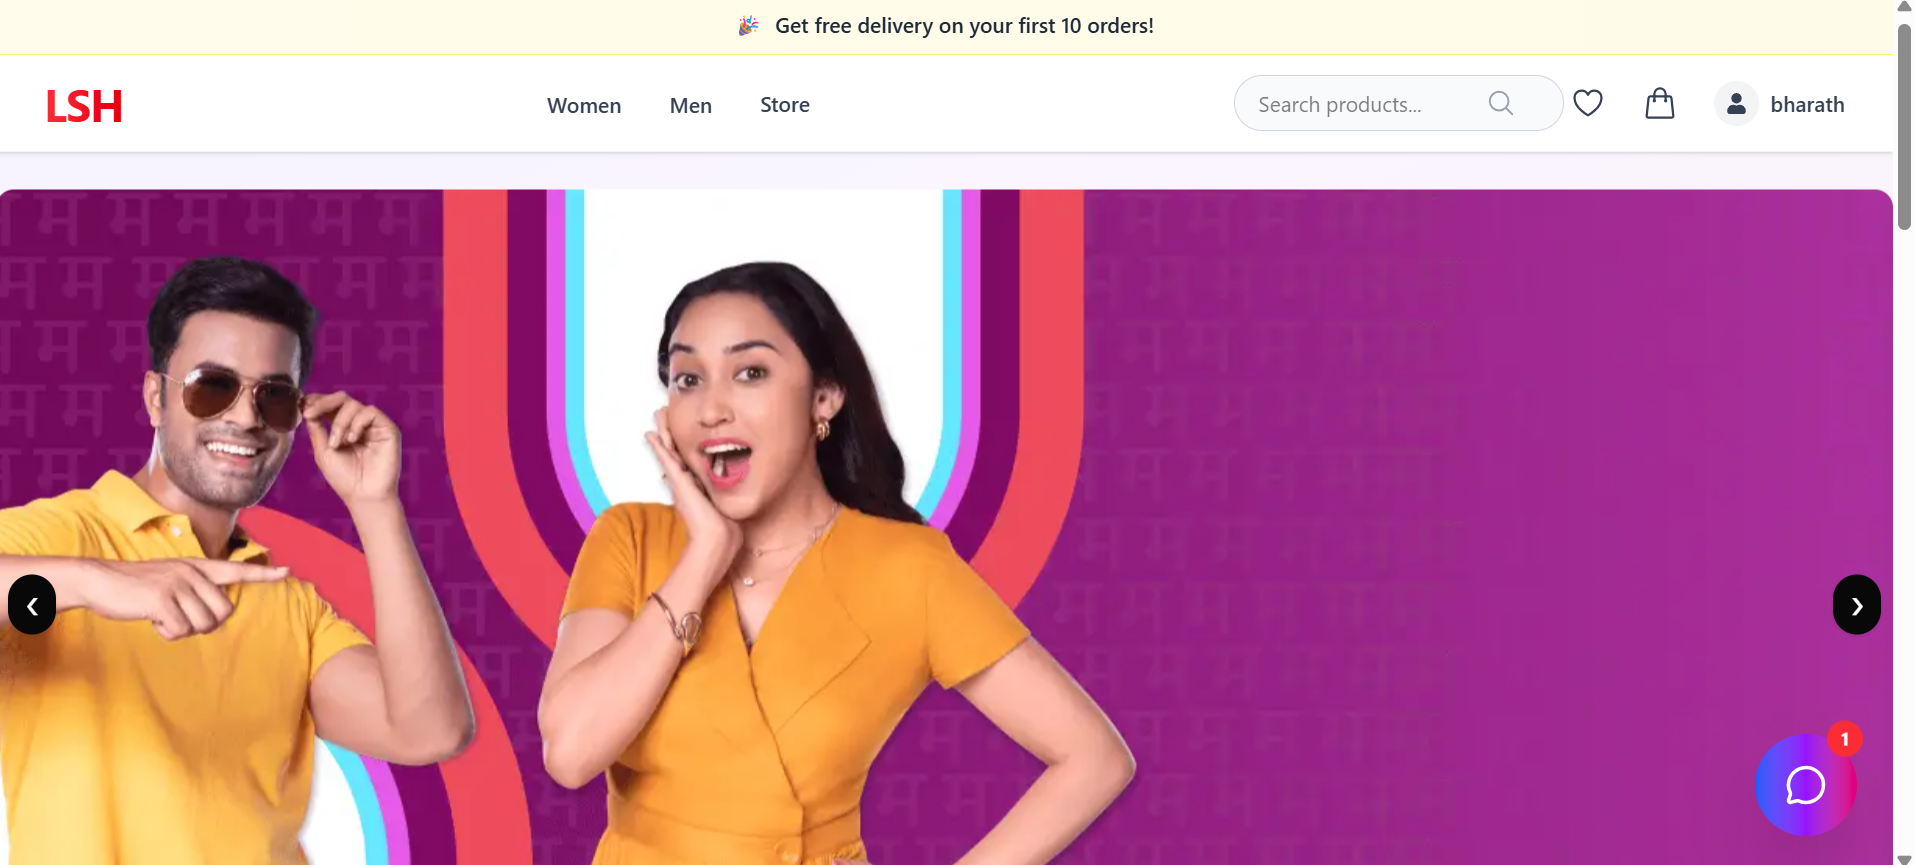 Get free delivery on your first 10 orders!
LSH
Women
Men
Store
Search products...
bharath
म म म म म म म
1